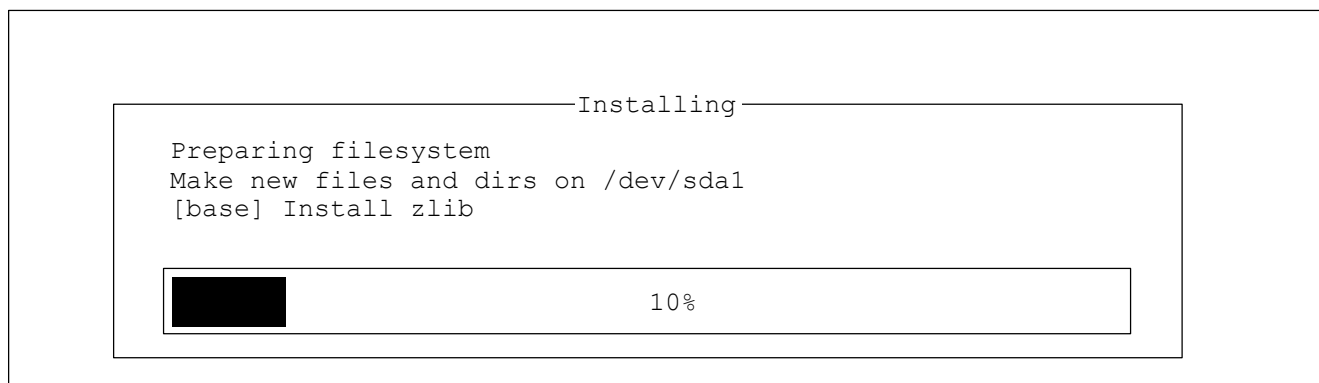 Installing
Preparing filesystem
Make new files and dirs on /dev/sda1
[base] Install zlib
10%